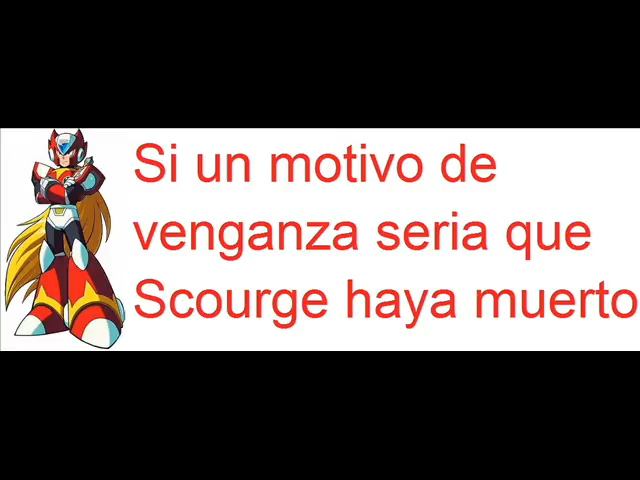 Si un motivo de
venganza seria que
Scourge haya muerto